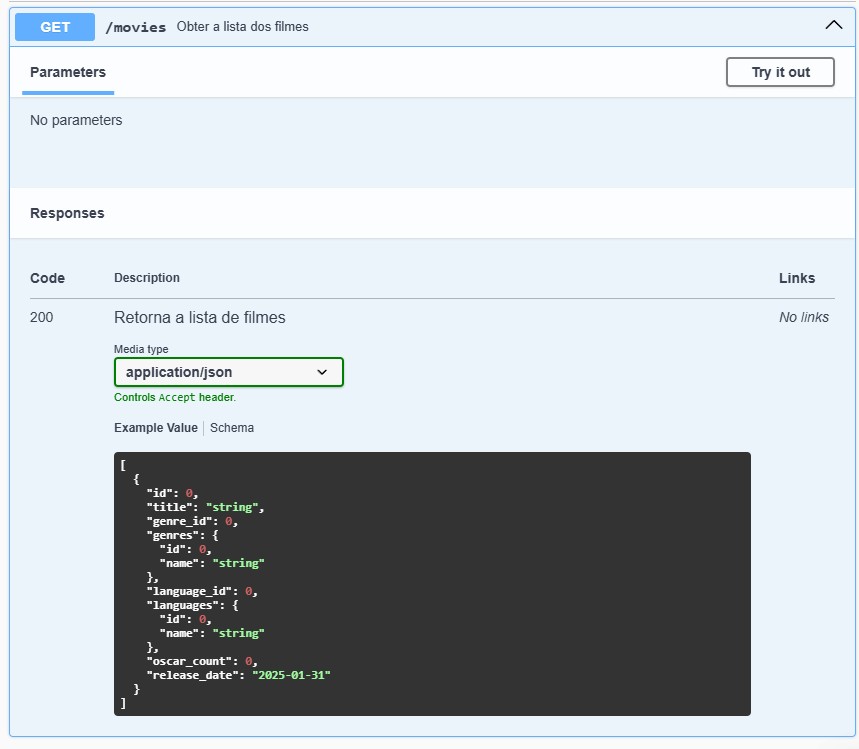 GET /movies Obter a lista dos filmes
Parameters Try it out
No parameters
Responses
Code Description Links
200 Retorna a lista de filmes No links
Media type
application/json
Controls Accept header.
Example Value Schema
[
  {
    "id": 0,
    "title": "string",
    "genre_id": 0,
    "genres": {
      "id": 0,
      "name": "string"
    },
    "language_id": 0,
    "languages": {
      "id": 0,
      "name": "string"
    },
    "oscar_count": 0,
    "release_date": "2025-01-31"
  }
]